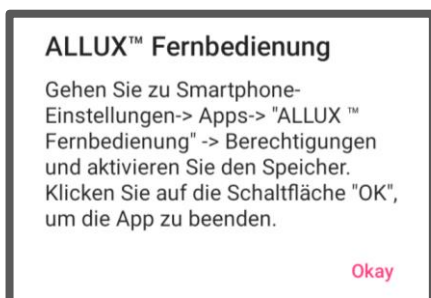 ALLUX™ Fernbedienung
Gehen Sie zu Smartphone-
Einstellungen-> Apps-> "ALLUX ™
Fernbedienung" -> Berechtigungen
und aktivieren Sie den Speicher.
Klicken Sie auf die Schaltfläche "OK",
um die App zu beenden.
Okay